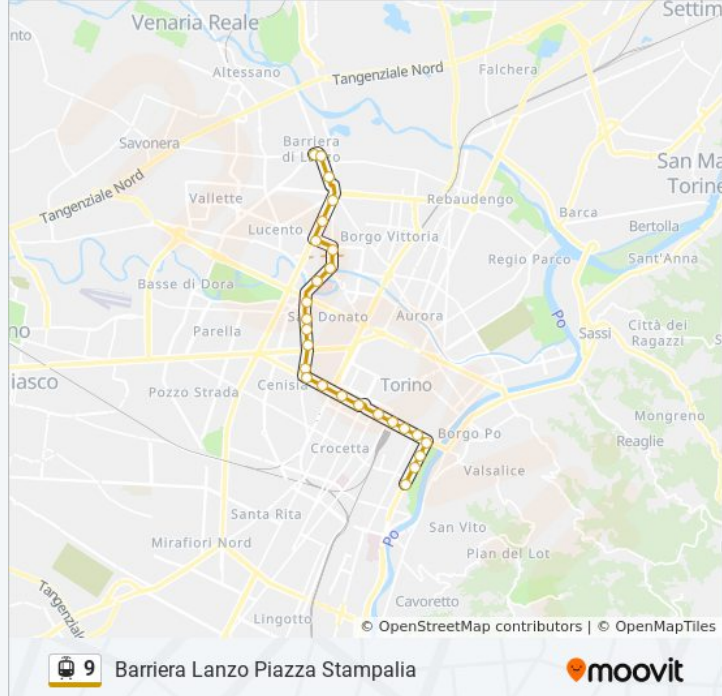 Settim
Venaria Reale
nto
Altessano
Tangenziale Nord
Falchera
Savonera
Barriera
San Ma
Torine
Tangenziale Nord
Vallette
Rebaudengo
Barca
Lucento
Borgo Vittoria
Bertolla
Regio Parco
Sant'Anna
Basse di Dora
Po
no
Parella
Donato
Aurora
Sassi
Città dei
Ragazzi
S
iasco
Pozzo Strada
Cenisia
Torino
Mongreno
Crocetta
Borgo Po
Reaglie
Valsalice
Santa Rita
San Vito
Mirafiori Nord
Po
Pian del Lot
Tangenziale
Lingotto
Cavoretto
© OpenStreetMap contributors | © OpenMapTiles
9 Barriera Lanzo Piazza Stampalia
moovit